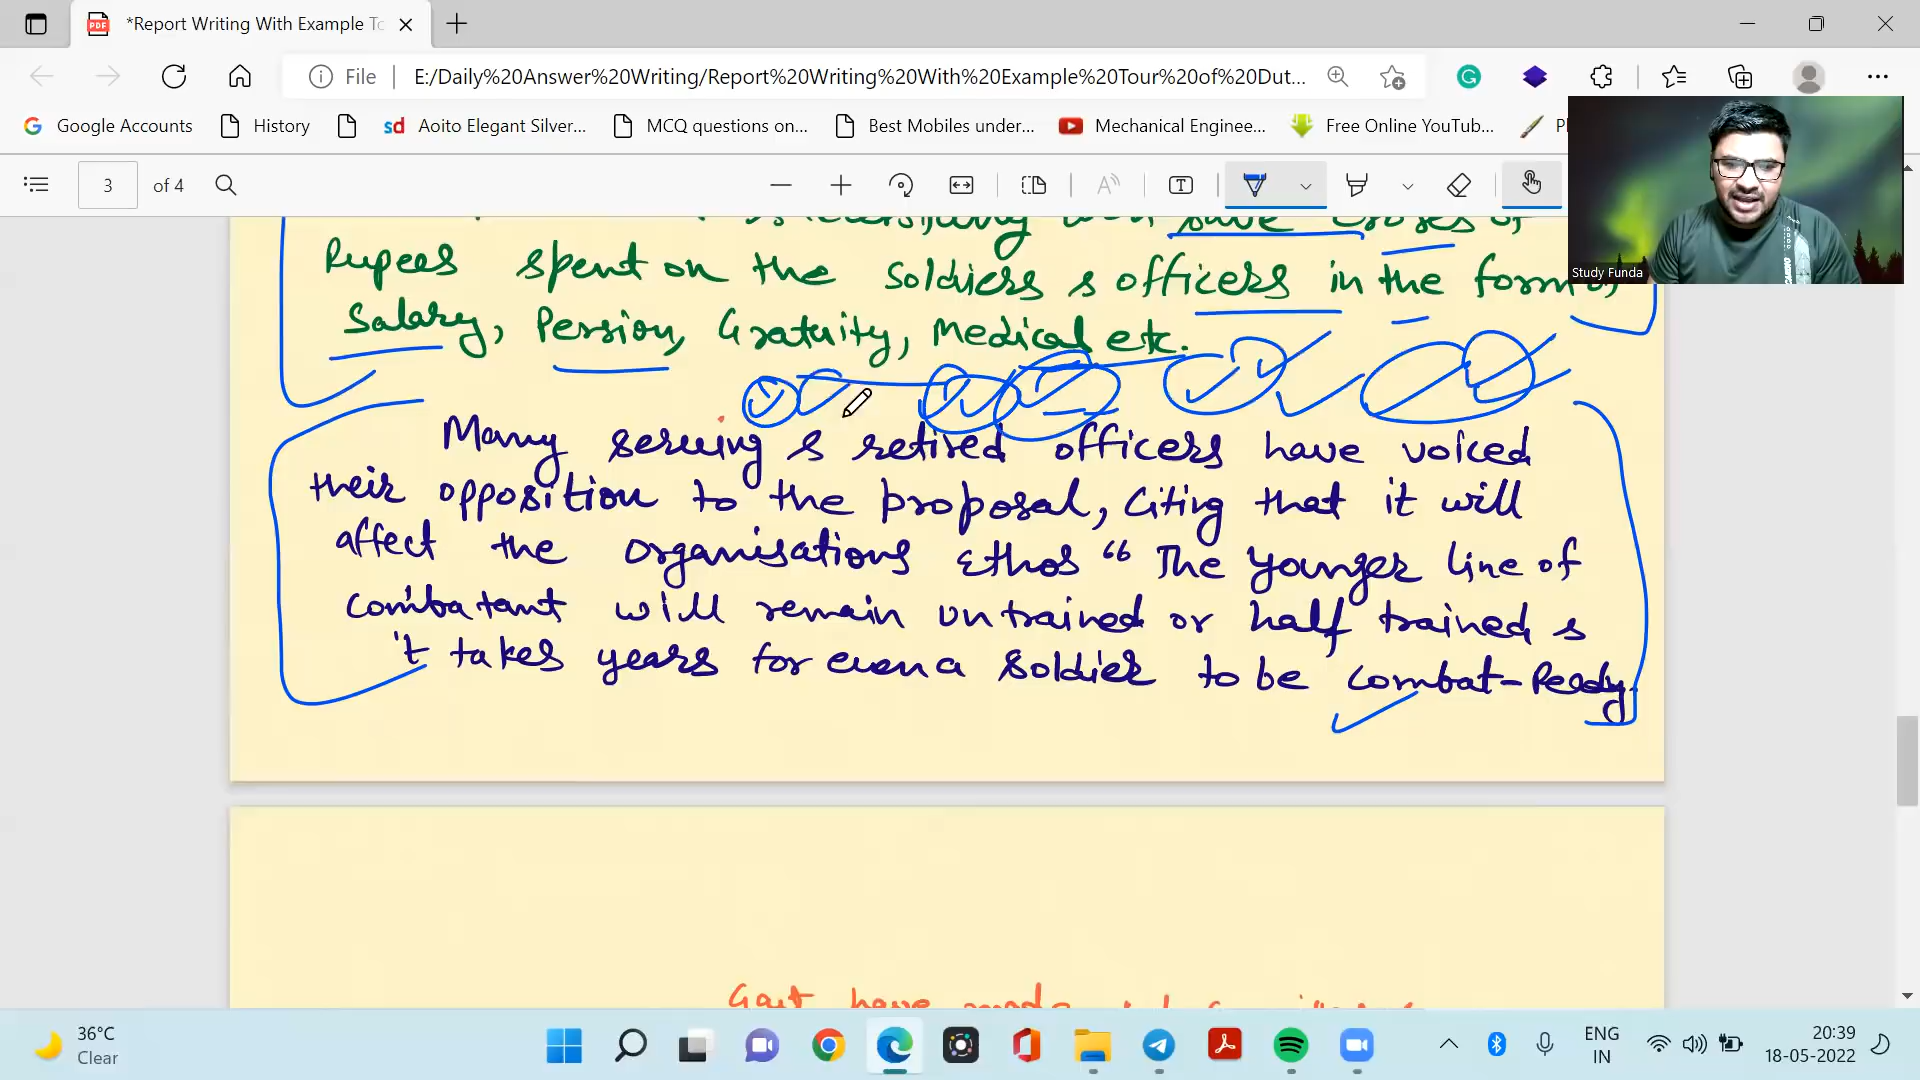 *Report Writing With Example To
File
E:/Daily%20Answer%20Writing/Report%20Writing%20With%20Example%20Tour%20of%20Dut...
Google Accounts
History
sd Aoito Elegant Silver...
MCQ questions on...
Best Mobiles under...
Mechanical Enginee...
Free Online YouTub...
3 of 4
Study Funda
save
Rupees spent on the soldiers & officers in the form
Salary, Pension, Gratuity, Medical etc.
Many serving & retired officers have voiced
their opposition to the proposal, Citing that it will
affect the Organisations Ethos “ The younger line of
combatant will remain untrained or half trained &
it takes years for even a soldier to be Combat-Ready.
Govt have
36°C
Clear
ENG
IN
20:39
18-05-2022